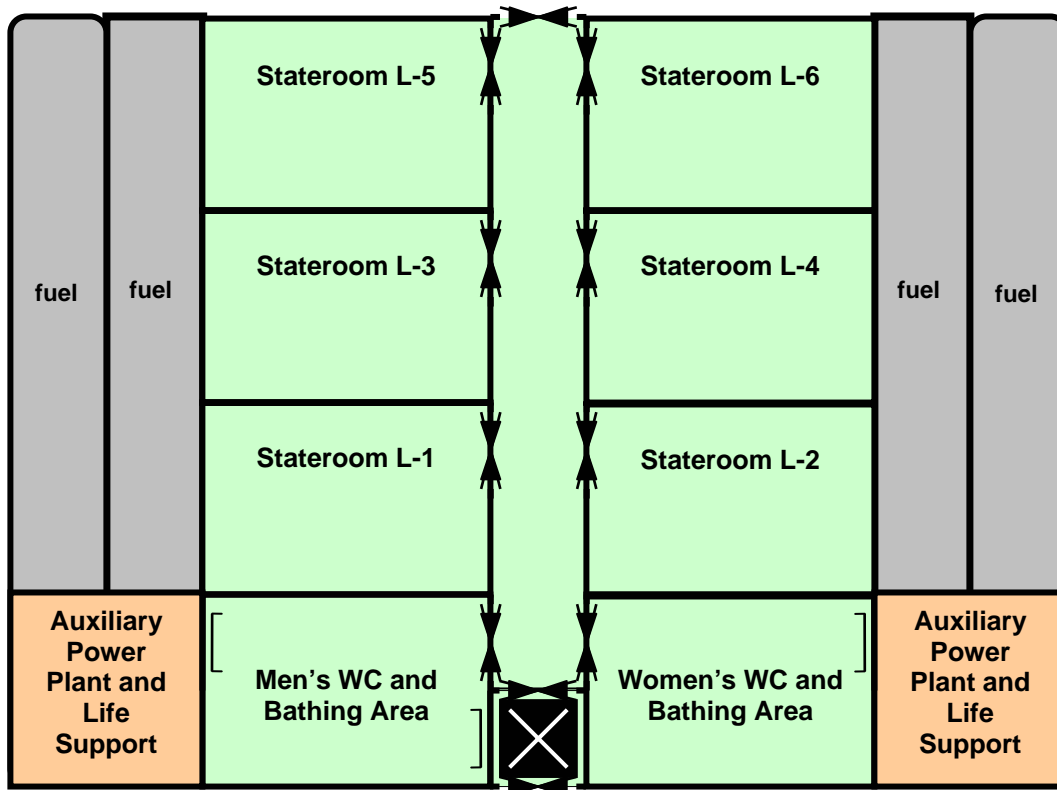 Stateroom L-5
Stateroom L-6
Stateroom L-3
Stateroom L-4
fuel
fuel
fuel
fuel
Stateroom L-1
Stateroom L-2
Auxiliary
Power
Plant and
Life
Support
Men's WC and
Bathing Area
Women's WC and
Bathing Area
Auxiliary
Power
Plant and
Life
Support